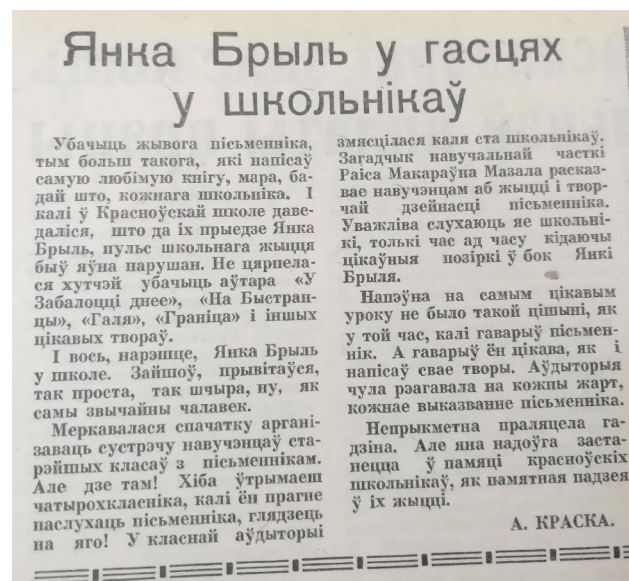 Янка Брыль у гасцях
у школьнікаў
Убачыць жывога пісьменніка,
тым больш такога, які напісаў
самую любімую кнігу, мара, ба-
дай што, кожнага школьніка. І
калі ў Красноўскай школе даве-
даліся, што да іх прыедзе Янка
Брыль, пульс школьнага жыцця
быў яўна парушан. Не цярпела-
ся хутчэй убачыць аўтара «У
Забалоцці днее», «На Быстран-
цы», «Галя», «Граніца» і іншых
цікавых твораў.
І вось, нарэшце, Янка Брыль
у школе. Зайшоў, прывітаўся,
так проста, так шчыра, ну, як
самы звычайны чалавек.
Меркавалася спачатку аргані-
заваць сустрэчу навучэнцаў ста-
рэйшых класаў з пісьменнікам.
Але дзе там! Хіба ўтрымаеш
чатырохкласніка, калі ён прагне
паслухаць пісьменніка, глядзець
на яго! У класнай аўдыторыі
змясцілася каля ста школьнікаў.
Загадчык навучальнай часткі
Раіса Макараўна Мазала расказ-
вае навучэнцам аб жыцці і твор-
чай дзейнасці пісьменніка.
Уважліва слухаюць яе школьні-
кі, толькі час ад часу кідаючы
цікаўныя позіркі ў бок Янкі
Брыля.
Напэўна на самым цікавым
уроку не было такой цішыні, як
у той час, калі гаварыў пісьмен-
нік. А гаварыў ён цікава, як і
напісаў свае творы. Аўдыторыя
чула рэагавала на кожны жарт,
кожнае выказванне пісьменніка.
Непрыкметна праляцела га-
дзіна. Але яна надоўга заста-
нецца ў памяці красноўскіх
школьнікаў, як памятная падзея
ў іх жыцці.
А. КРАСКА.